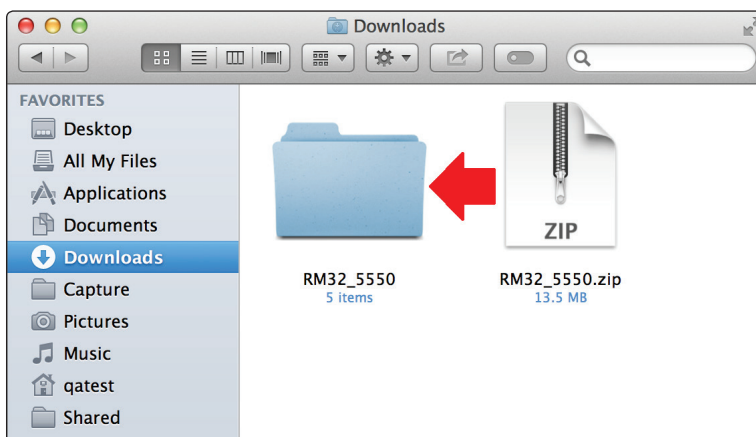 Downloads
FAVORITES
Desktop
All My Files
Applications
Documents
Downloads
Capture
Pictures
Music
qatest
Shared
ZIP
RM32_5550
5 items
RM32_5550.zip
13.5 MB